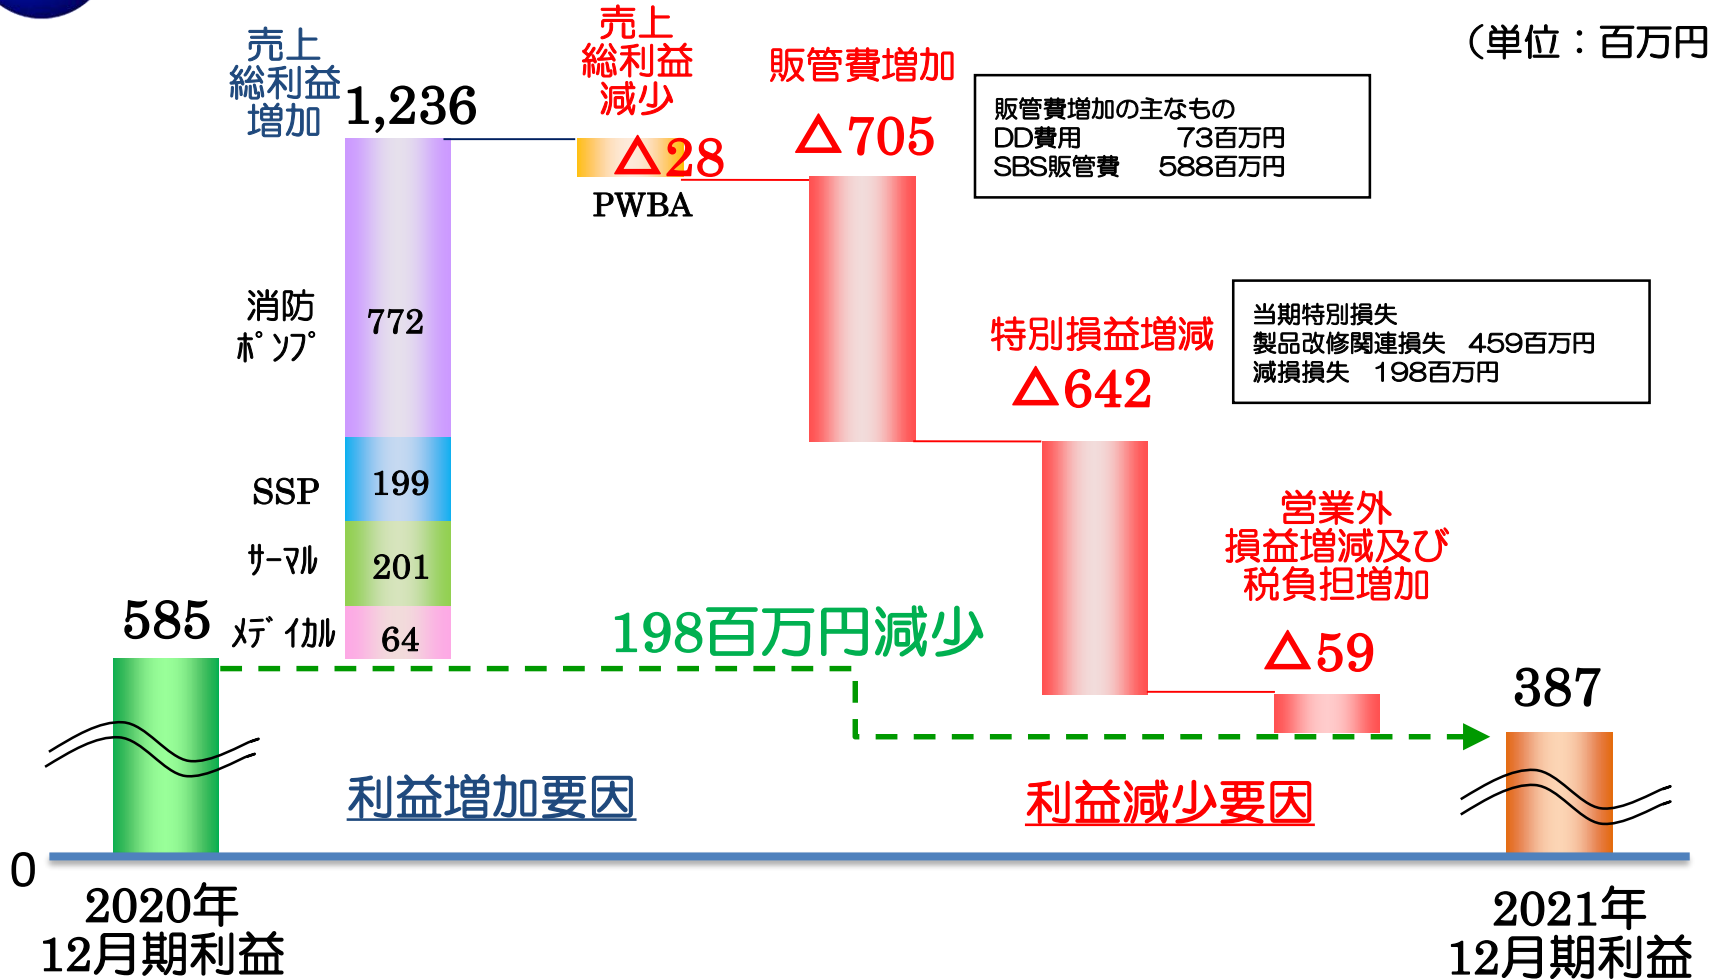 (単位：百万円
売上
総利益
増加
1,236
売上
総利益
減少
△28
PWBA
販管費増加
△705
販管費増加の主なもの
DD費用 73百万円
SBS販管費 588百万円
消防
ﾎﾟﾝﾌﾟ
772
特別損益増減
△642
当期特別損失
製品改修関連損失 459百万円
減損損失 198百万円
SSP
199
ｻｰﾏﾙ
201
ﾒﾃﾞｨｶﾙ
64
営業外
損益増減及び
税負担増加
△59
585
198百万円減少
387
利益増加要因
利益減少要因
0
2020年
12月期利益
2021年
12月期利益